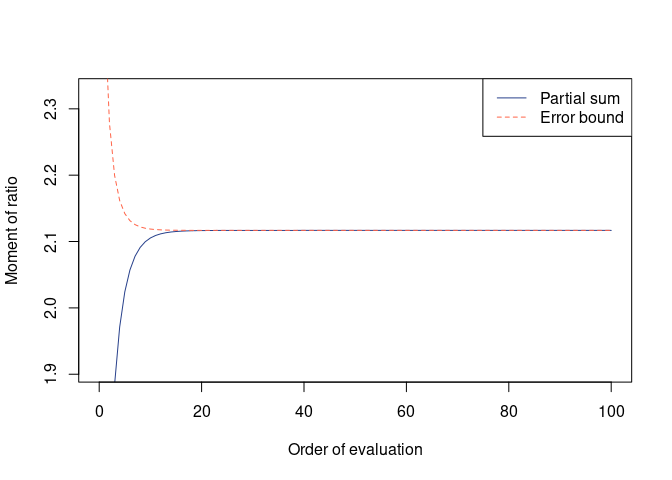 Partial sum
Error bound
Moment of ratio
2.3
2.2
2.1
2.0
1.9
0 20 40 60 80 100
Order of evaluation